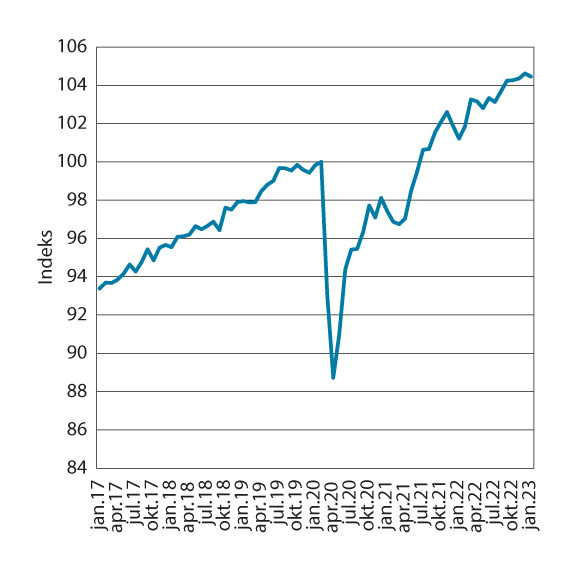 106
104
102
100
98
96
94
92
90
88
86
84
Indeks
jan.17
apr.17
jul.17
okt.17
jan.18
apr.18
jul.18
okt.18
jan.19
apr.19
jul.19
okt.19
jan.20
apr.20
jul.20
okt.20
jan.21
apr.21
jul.21
okt.21
jan.22
apr.22
jul.22
okt.22
jan.23